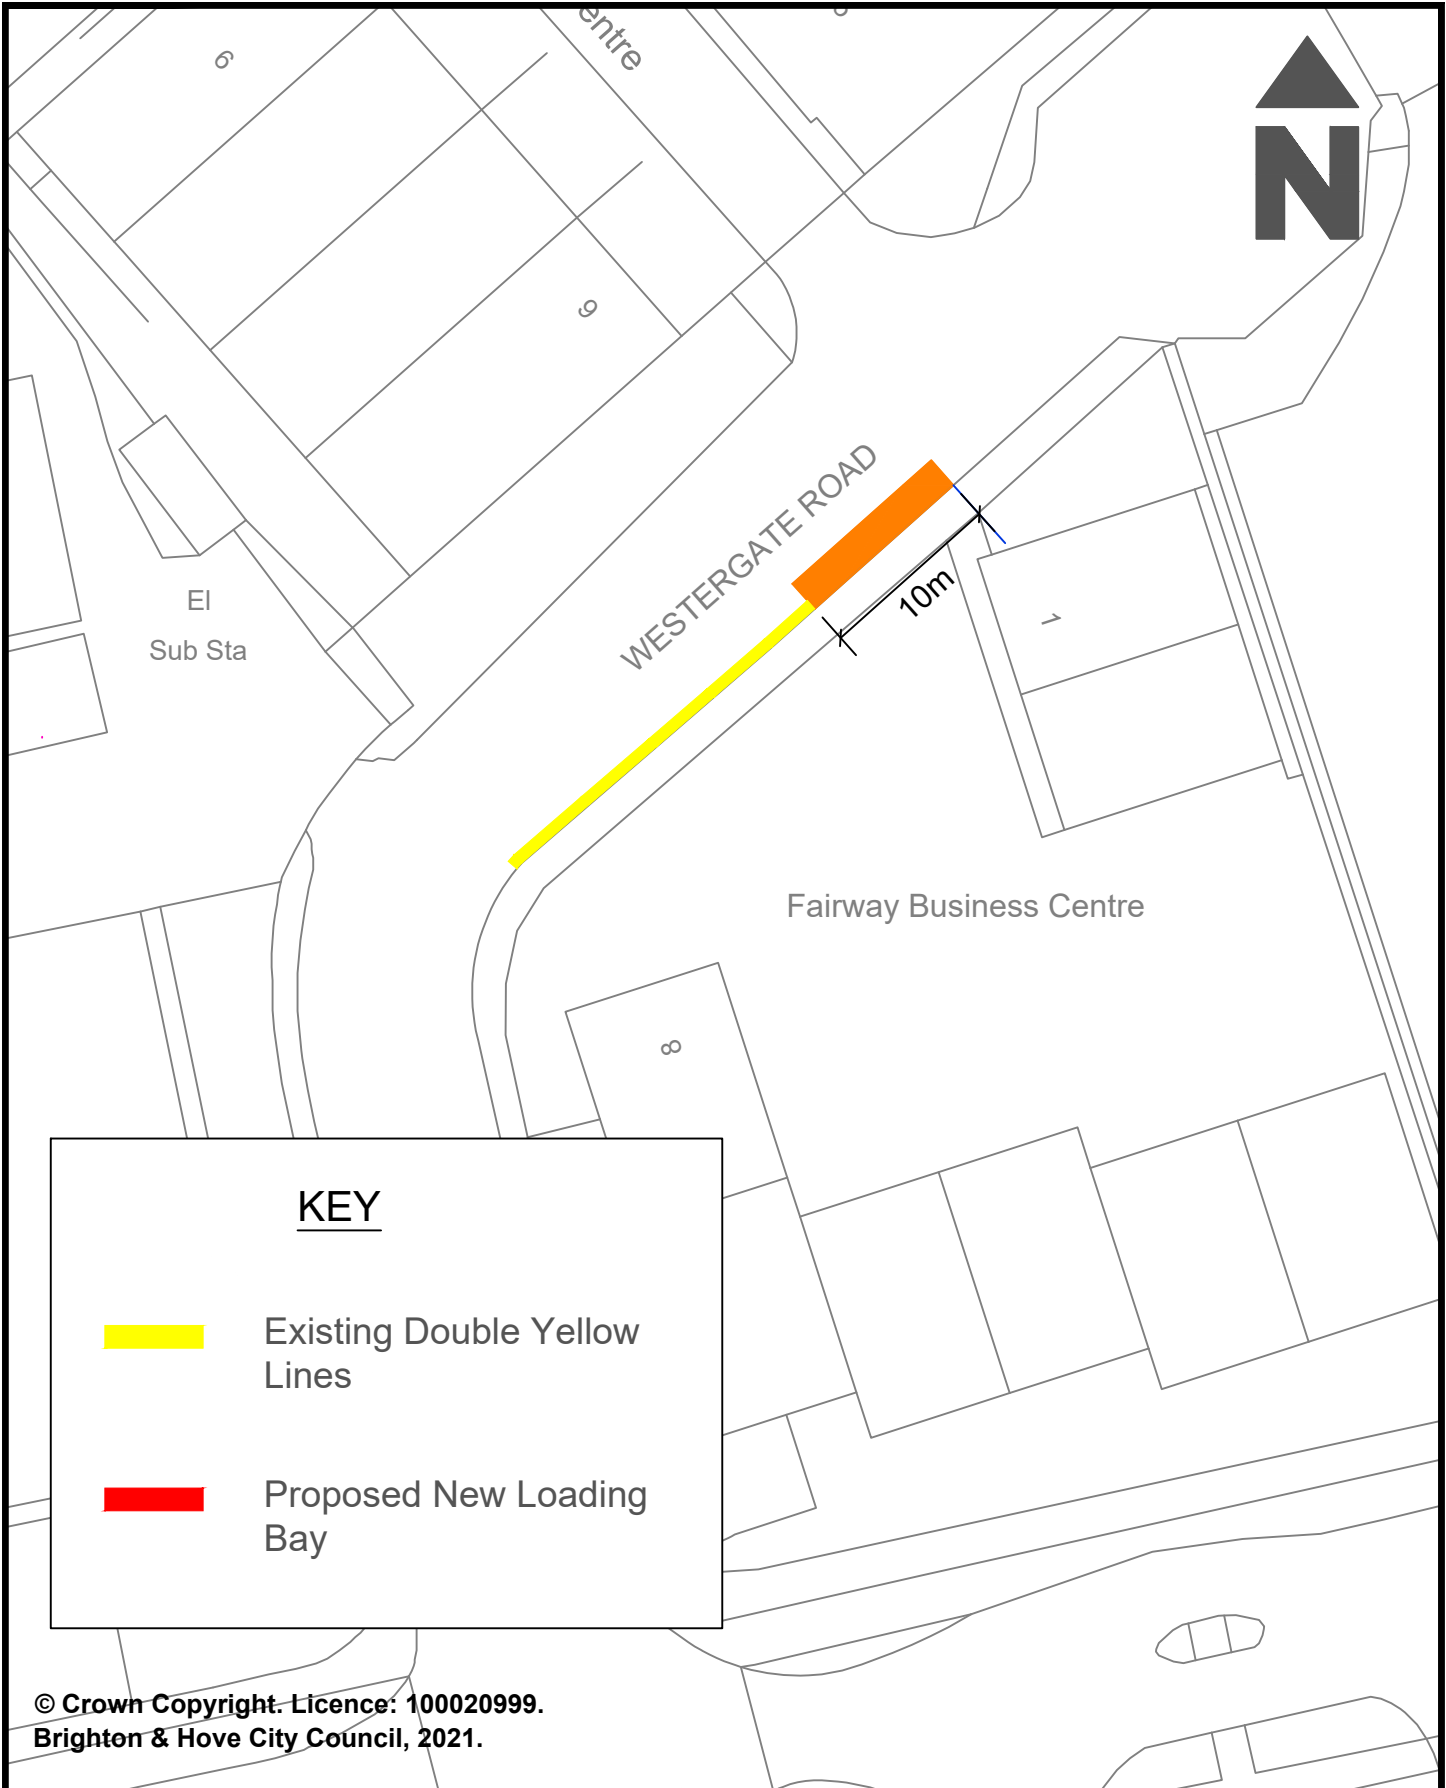 entre
6
N
9
WESTERGATE ROAD
10m
El
Sub Sta
1
Fairway Business Centre
8
KEY
Existing Double Yellow
Lines
Proposed New Loading
Bay
© Crown Copyright. Licence: 100020999.
Brighton & Hove City Council, 2021.